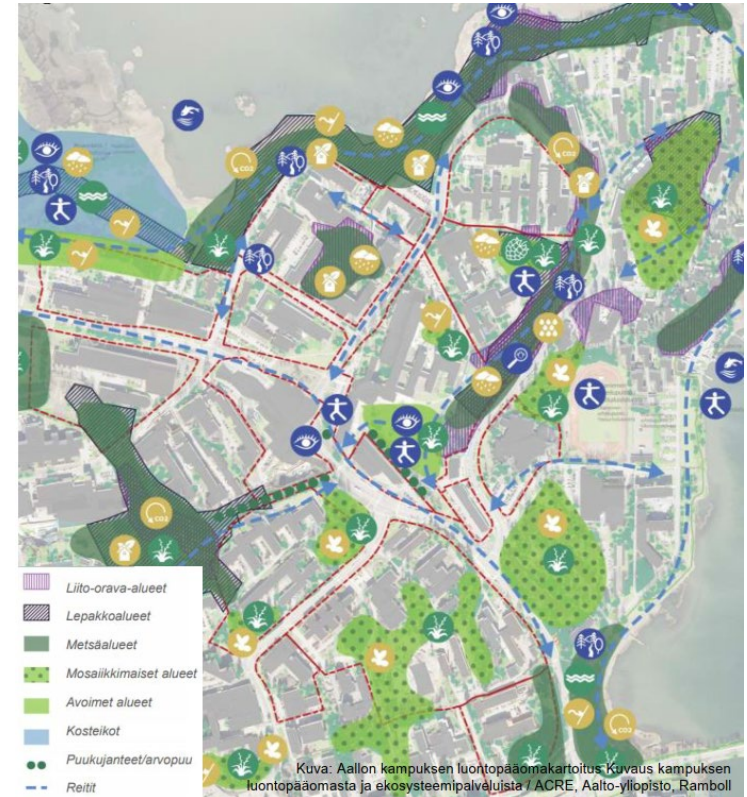 Liito-orava-alueet
Lepakkoalueet
Metsäalueet
Mosaiikkimaiset alueet
Avoimet alueet
Kosteikot
Puukujanteet/arvopuu
Reitit
Kuva: Aallon kampuksen luontopääomakartoitus Kuvaus kampuksen
luontopääomasta ja ekosysteemipalveluista / ACRE, Aalto-yliopisto, Ramboll